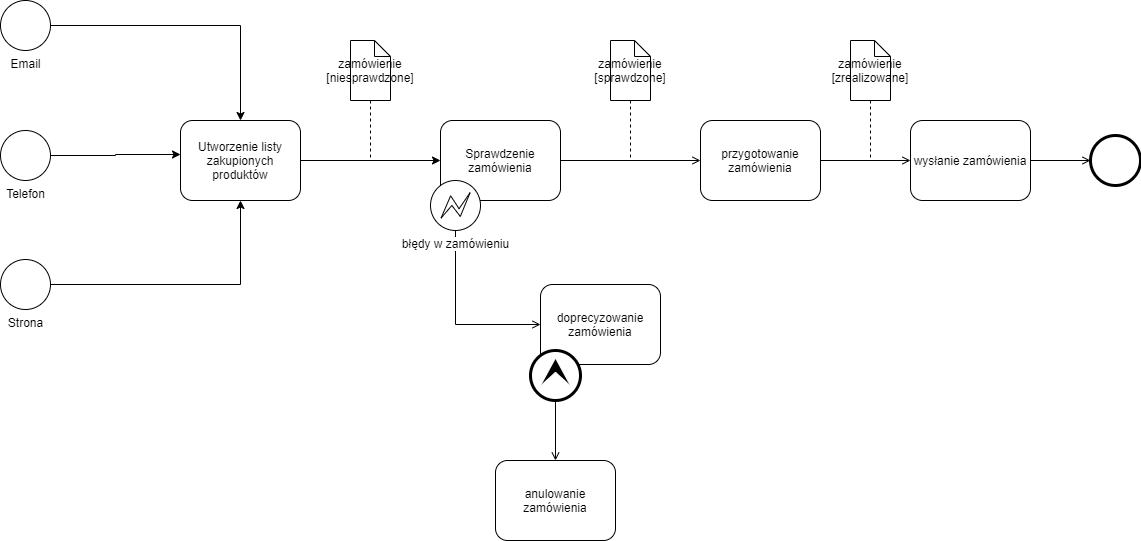 Email
Telefon
Strona
Utworzenie listy
zakupionych
produktów
zamówienie
[niesprawdzone]
Sprawdzenie
zamówienia
błędy w zamówieniu
zamówienie
[sprawdzone]
przygotowanie
zamówienia
zamówienie
[zrealizowane]
wysłanie zamówienia
doprecyzowanie
zamówienia
anulowanie
zamówienia